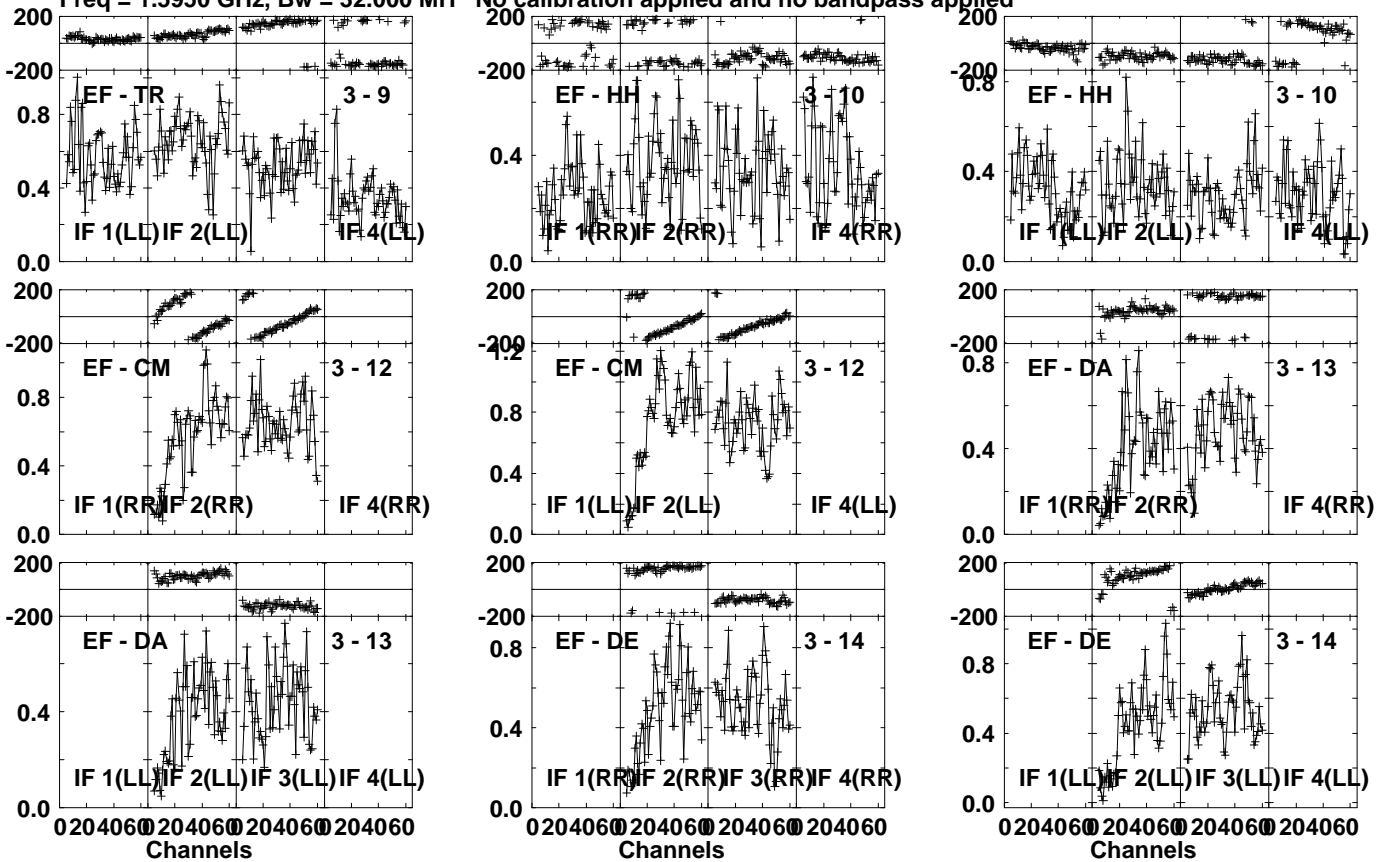 Freq = 1.5950 GHz, Bw = 32.000 MH No calibration applied and no bandpass applied
200
-200
0.8
0.4
0.0
EF - TR 3 - 9
IF 1(LL) IF 2(LL) IF 4(LL)
200
-200
0.4
0.0
EF - HH 3 - 10
IF 1(RR) IF 2(RR) IF 4(RR)
200
-200
0.8
0.4
0.0
EF - HH 3 - 10
IF 1(LL) IF 2(LL) IF 4(LL)
200
-200
0.8
0.4
0.0
EF - CM 3 - 12
IF 1(RR) IF 2(RR) IF 4(RR)
200
-200
1.2
0.8
0.4
0.0
EF - CM 3 - 12
IF 1(LL) IF 2(LL) IF 4(LL)
200
-200
0.8
0.4
0.0
EF - DA 3 - 13
IF 1(RR) IF 2(RR) IF 4(RR)
200
-200
0.4
0.0
EF - DA 3 - 13
IF 1(LL) IF 2(LL) IF 3(LL) IF 4(LL)
0 20 40 60 0 20 40 60 0 20 40 60 0 20 40 60
Channels
200
-200
0.8
0.4
0.0
EF - DE 3 - 14
IF 1(RR) IF 2(RR) IF 3(RR) IF 4(RR)
0 20 40 60 0 20 40 60 0 20 40 60 0 20 40 60
Channels
200
-200
0.8
0.4
0.0
EF - DE 3 - 14
IF 1(LL) IF 2(LL) IF 3(LL) IF 4(LL)
0 20 40 60 0 20 40 60 0 20 40 60 0 20 40 60
Channels